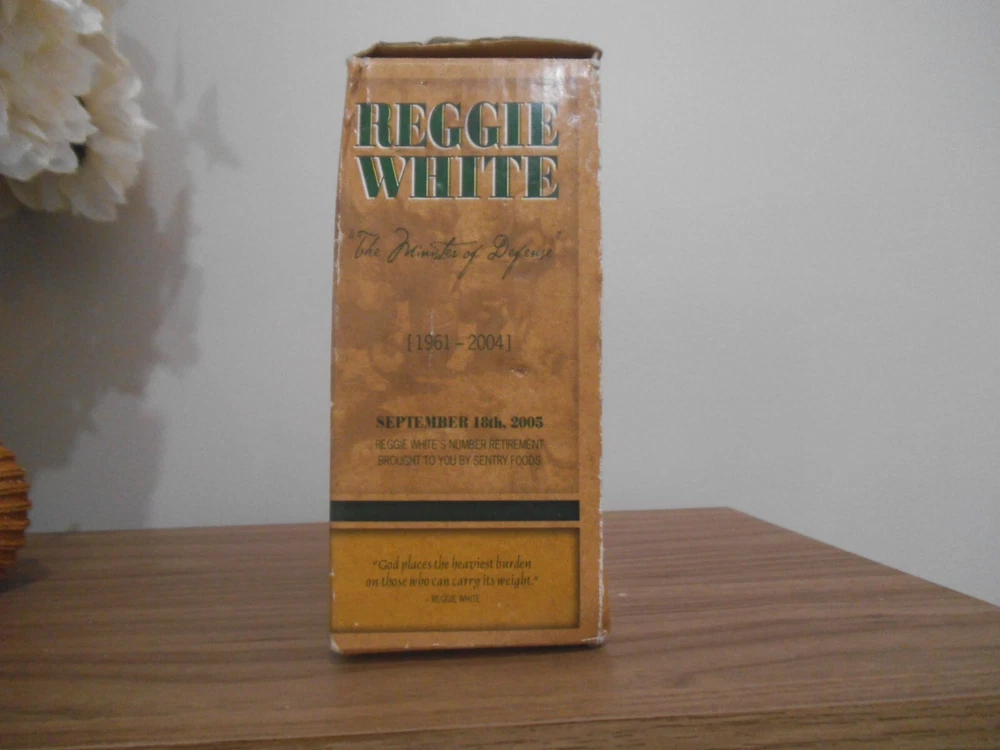 REGGIE
WHITE
"The Minister of Defense"
[1961 – 2004]
SEPTEMBER 18th, 2005
REGGIE WHITE'S NUMBER RETIREMENT
BROUGHT TO YOU BY SENTRY FOODS
"God places the heaviest burden
on those who can carry its weight."
- REGGIE WHITE